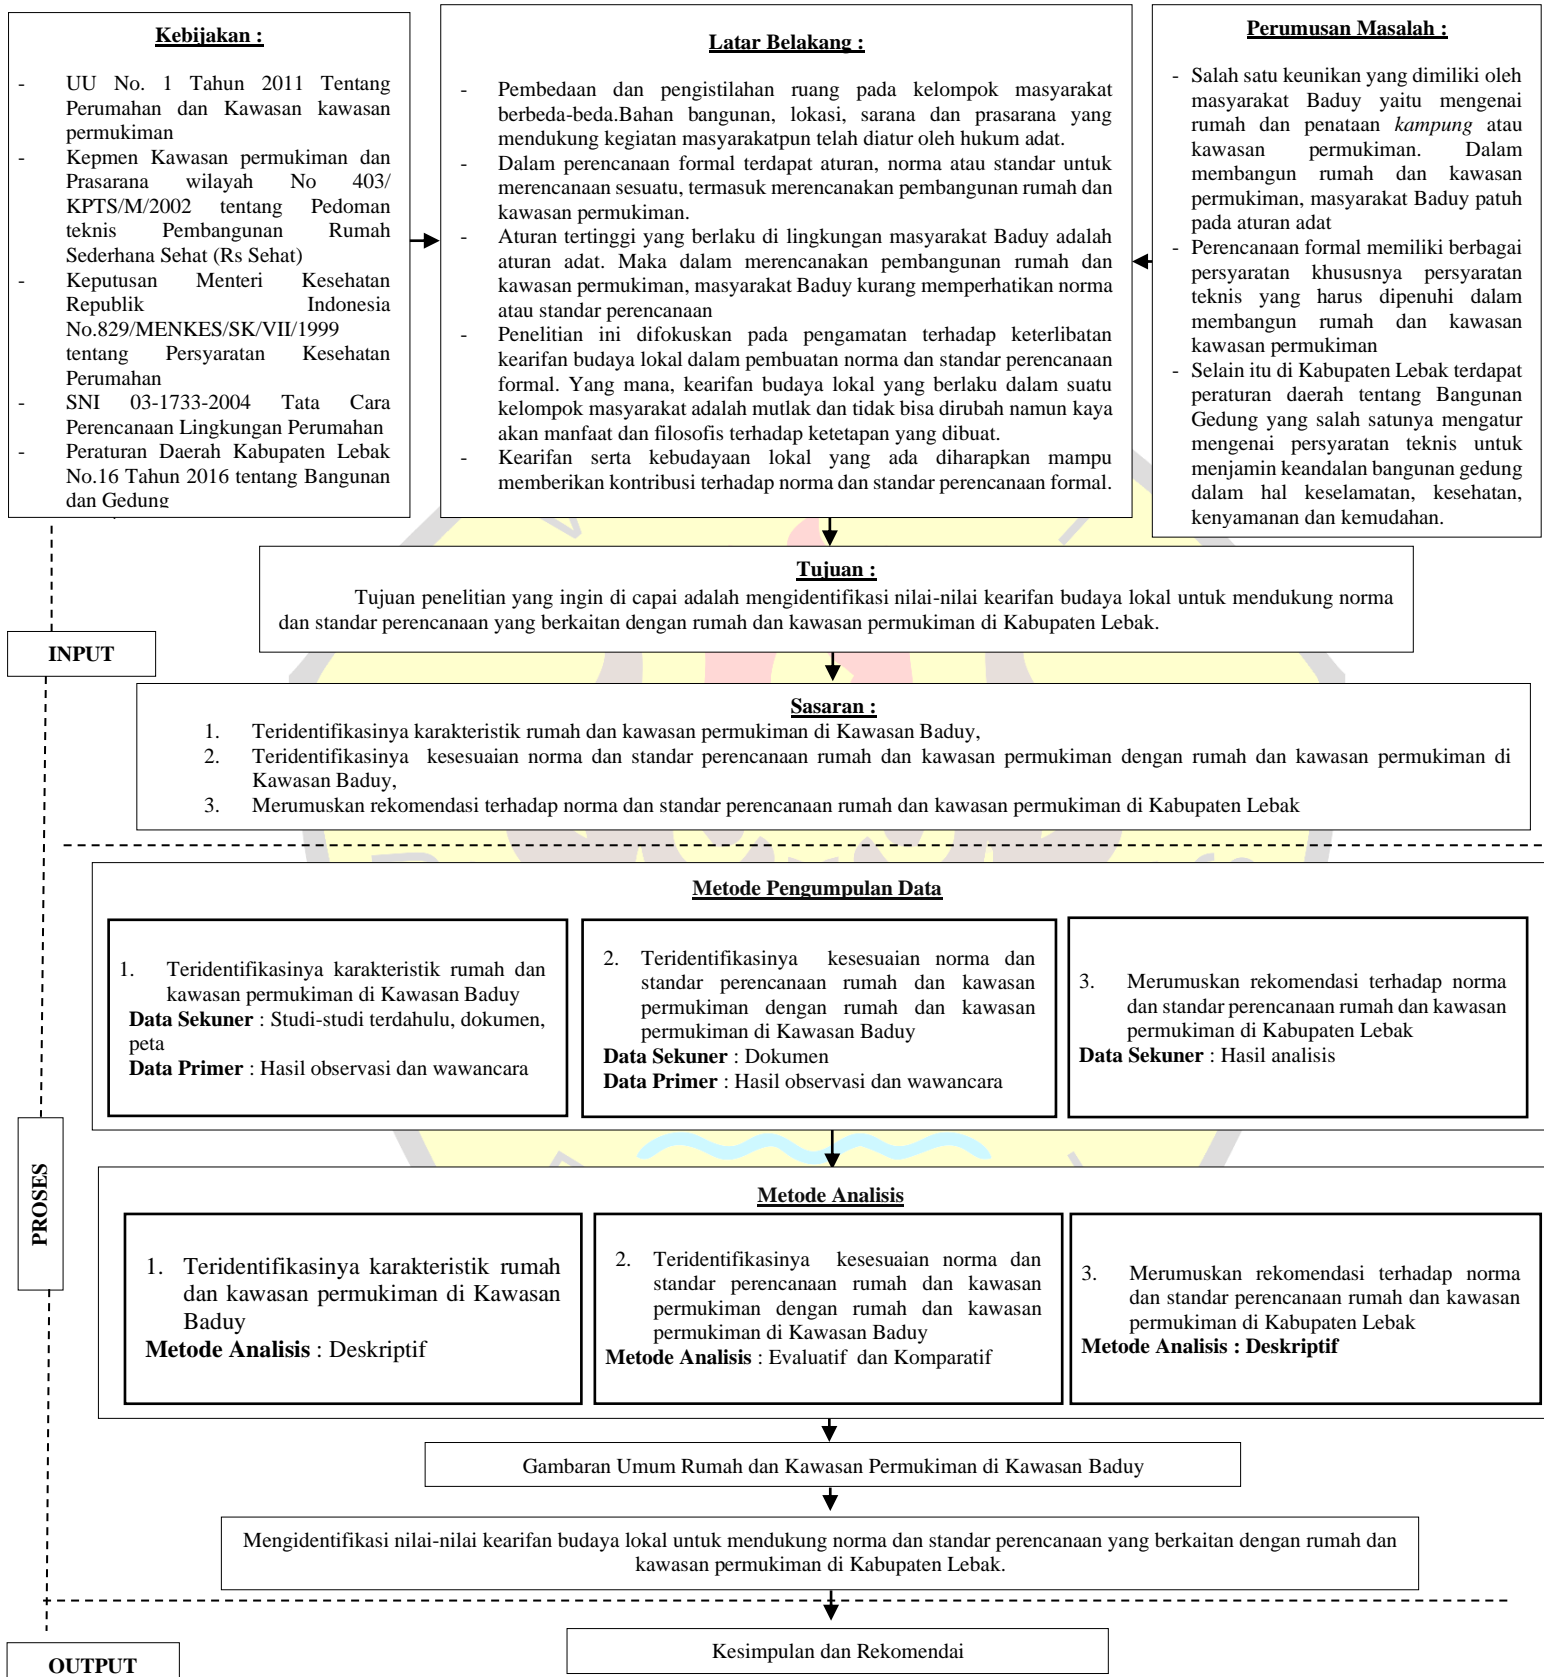 Kebijakan :
- UU No. 1 Tahun 2011 Tentang
Perumahan dan Kawasan kawasan
permukiman
- Kepmen Kawasan permukiman dan
Prasarana wilayah No 403/
KPTS/M/2002 tentang Pedoman
teknis Pembangunan Rumah
Sederhana Sehat (Rs Sehat)
- Keputusan Menteri Kesehatan
Republik Indonesia
No.829/MENKES/SK/VII/1999
tentang Persyaratan Kesehatan
Perumahan
- SNI 03-1733-2004 Tata Cara
Perencanaan Lingkungan Perumahan
- Peraturan Daerah Kabupaten Lebak
No.16 Tahun 2016 tentang Bangunan
dan Gedung
Latar Belakang :
- Pembedaan dan pengistilahan ruang pada kelompok masyarakat
berbeda-beda.Bahan bangunan, lokasi, sarana dan prasarana yang
mendukung kegiatan masyarakatpun telah diatur oleh hukum adat.
- Dalam perencanaan formal terdapat aturan, norma atau standar untuk
merencanaan sesuatu, termasuk merencanakan pembangunan rumah dan
kawasan permukiman.
- Aturan tertinggi yang berlaku di lingkungan masyarakat Baduy adalah
aturan adat. Maka dalam merencanakan pembangunan rumah dan
kawasan permukiman, masyarakat Baduy kurang memperhatikan norma
atau standar perencanaan
- Penelitian ini difokuskan pada pengamatan terhadap keterlibatan
kearifan budaya lokal dalam pembuatan norma dan standar perencanaan
formal. Yang mana, kearifan budaya lokal yang berlaku dalam suatu
kelompok masyarakat adalah mutlak dan tidak bisa dirubah namun kaya
akan manfaat dan filosofis terhadap ketetapan yang dibuat.
- Kearifan serta kebudayaan lokal yang ada diharapkan mampu
memberikan kontribusi terhadap norma dan standar perencanaan formal.
Perumusan Masalah :
- Salah satu keunikan yang dimiliki oleh
masyarakat Baduy yaitu mengenai
rumah dan penataan kampung atau
kawasan permukiman. Dalam
membangun rumah dan kawasan
permukiman, masyarakat Baduy patuh
pada aturan adat
- Perencanaan formal memiliki berbagai
persyaratan khususnya persyaratan
teknis yang harus dipenuhi dalam
membangun rumah dan kawasan
kawasan permukiman
- Selain itu di Kabupaten Lebak terdapat
peraturan daerah tentang Bangunan
Gedung yang salah satunya mengatur
mengenai persyaratan teknis untuk
menjamin keandalan bangunan gedung
dalam hal keselamatan, kesehatan,
kenyamanan dan kemudahan.
Tujuan :
Tujuan penelitian yang ingin di capai adalah mengidentifikasi nilai-nilai kearifan budaya lokal untuk mendukung norma
dan standar perencanaan yang berkaitan dengan rumah dan kawasan permukiman di Kabupaten Lebak.
INPUT
Sasaran :
1. Teridentifikasinya karakteristik rumah dan kawasan permukiman di Kawasan Baduy,
2. Teridentifikasinya kesesuaian norma dan standar perencanaan rumah dan kawasan permukiman dengan rumah dan kawasan permukiman di
Kawasan Baduy,
3. Merumuskan rekomendasi terhadap norma dan standar perencanaan rumah dan kawasan permukiman di Kabupaten Lebak
Metode Pengumpulan Data
1. Teridentifikasinya karakteristik rumah dan
kawasan permukiman di Kawasan Baduy
Data Sekuner : Studi-studi terdahulu, dokumen,
peta
Data Primer : Hasil observasi dan wawancara
2. Teridentifikasinya kesesuaian norma dan
standar perencanaan rumah dan kawasan
permukiman dengan rumah dan kawasan
permukiman di Kawasan Baduy
Data Sekuner : Dokumen
Data Primer : Hasil observasi dan wawancara
3. Merumuskan rekomendasi terhadap norma
dan standar perencanaan rumah dan kawasan
permukiman di Kabupaten Lebak
Data Sekuner : Hasil analisis
PROSES
Metode Analisis
1. Teridentifikasinya karakteristik rumah
dan kawasan permukiman di Kawasan
Baduy
Metode Analisis : Deskriptif
2. Teridentifikasinya kesesuaian norma dan
standar perencanaan rumah dan kawasan
permukiman dengan rumah dan kawasan
permukiman di Kawasan Baduy
Metode Analisis : Evaluatif dan Komparatif
3. Merumuskan rekomendasi terhadap norma
dan standar perencanaan rumah dan kawasan
permukiman di Kabupaten Lebak
Metode Analisis : Deskriptif
Gambaran Umum Rumah dan Kawasan Permukiman di Kawasan Baduy
Mengidentifikasi nilai-nilai kearifan budaya lokal untuk mendukung norma dan standar perencanaan yang berkaitan dengan rumah dan
kawasan permukiman di Kabupaten Lebak.
Kesimpulan dan Rekomendai
OUTPUT